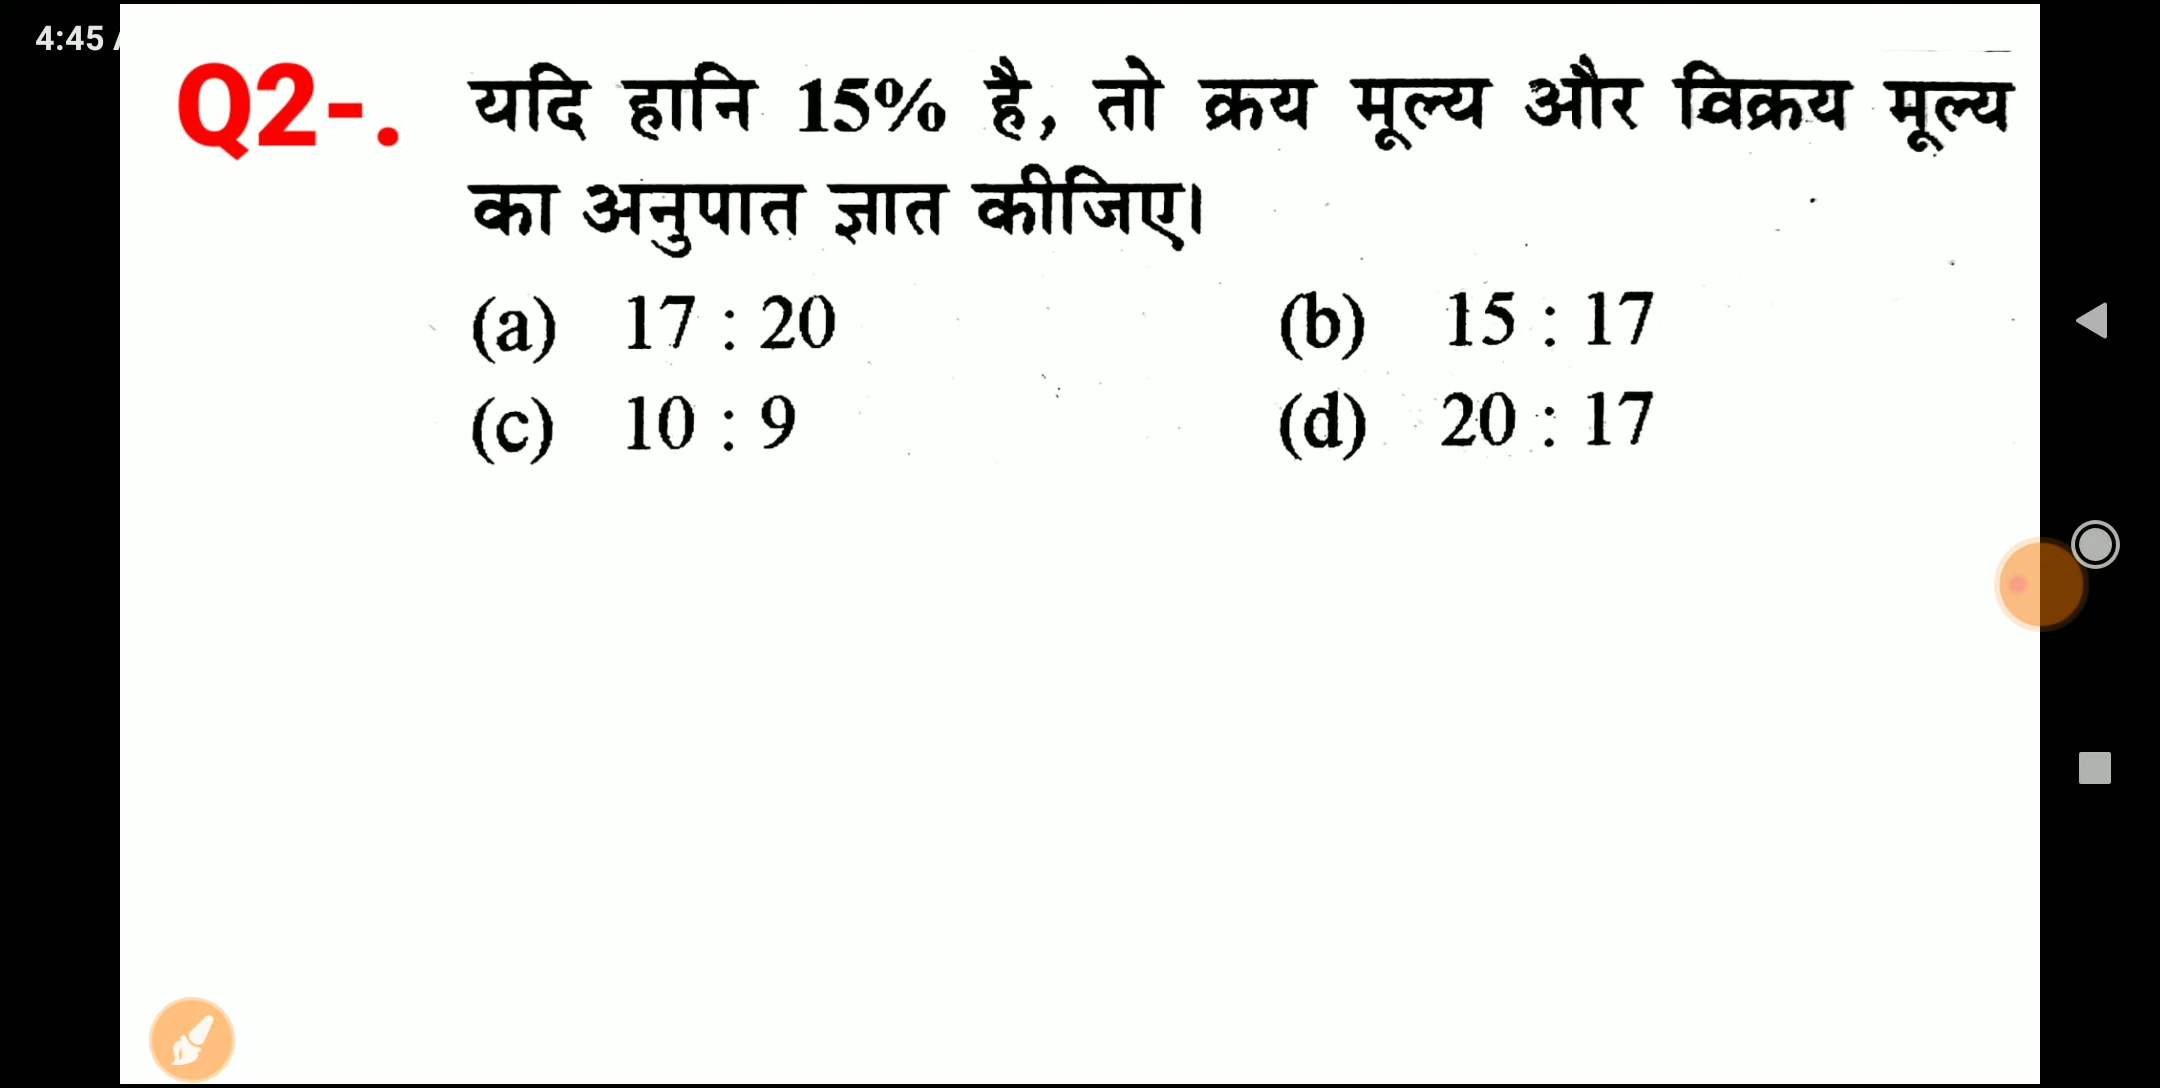 4:45
Q2-. यदि हानि 15% है, तो क्रय मूल्य और विक्रय मूल्य
का अनुपात ज्ञात कीजिए।
(a) 17 : 20 (b) 15 : 17
(c) 10 : 9 (d) 20 : 17